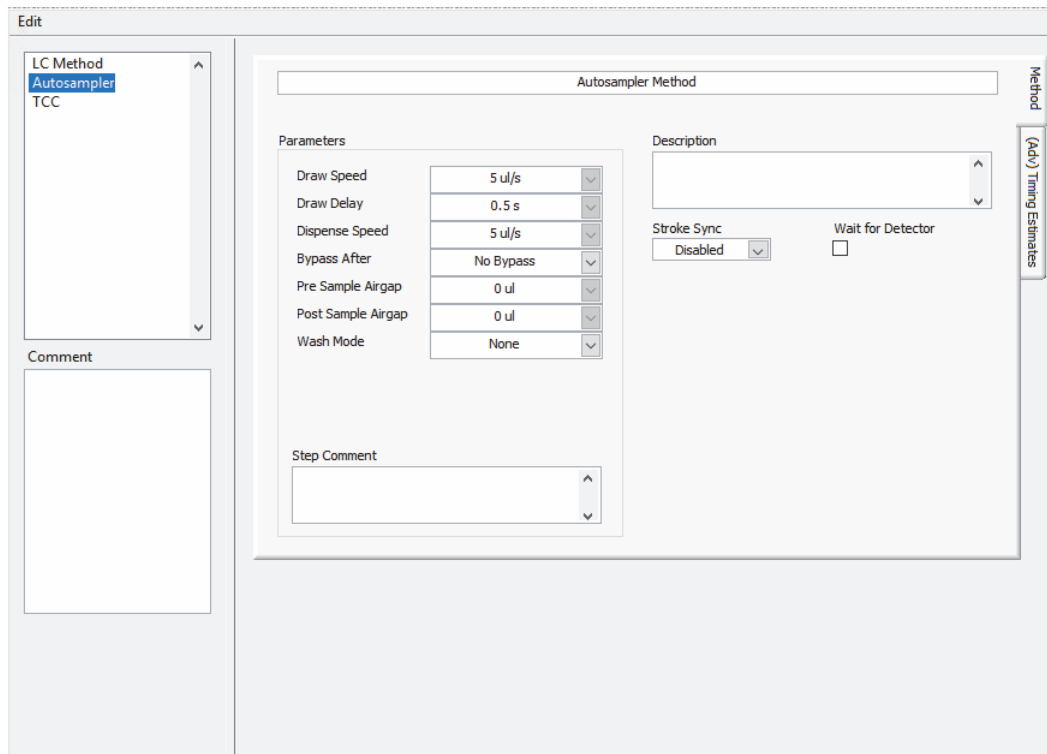 Edit
LC Method
Autosampler
TCC
Comment
Autosampler Method
Parameters
Draw Speed 5 ul/s
Draw Delay 0.5 s
Dispense Speed 5 ul/s
Bypass After No Bypass
Pre Sample Airgap 0 ul
Post Sample Airgap 0 ul
Wash Mode None
Step Comment
Description
Stroke Sync Wait for Detector
Disabled
Method
(Adv) Timing Estimates